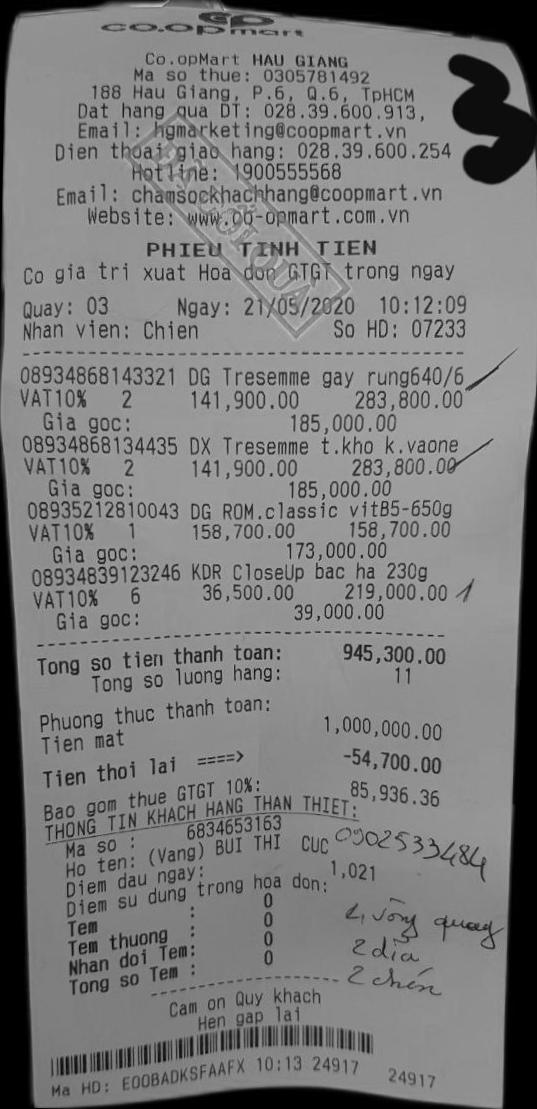 co.opmart
Co.opMart HAU GIANG
Ma so thue: 0305781492
188 Hau Giang, P.6, Q.6, TpHCM
Dat hang qua DT: 028.39.600.913,
Email: hgmarketing@coopmart.vn
Dien thoai giao hang: 028.39.600.254
Hotline: 1900555568
Email: chamsockhachhang@coopmart.vn
Website: www.co-opmart.com.vn
3
PHIEU TINH TIEN
Co gia tri xuat Hoa don GTGT trong ngay
Quay: 03 Ngay: 21/05/2020 10:12:09
Nhan vien: Chien So HD: 07233
08934868143321 DG Tresemme gay rung640/6
VAT10% 2 141,900.00 283,800.00
Gia goc: 185,000.00
08934868134435 DX Tresemme t.kho k.vaone
VAT10% 2 141,900.00 283,800.00
Gia goc: 185,000.00
08935212810043 DG ROM.classic vitB5-650g
VAT10% 1 158,700.00 158,700.00
Gia goc: 173,000.00
08934839123246 KDR CloseUp bac ha 230g
VAT10% 6 36,500.00 219,000.00 1
Gia goc: 39,000.00
Tong so tien thanh toan: 945,300.00
Tong so luong hang: 11
Phuong thuc thanh toan:
Tien mat 1,000,000.00
Tien thoi lai ====> -54,700.00
Bao gom thue GTGT 10%: 85,936.36
THONG TIN KHACH HANG THAN THIET:
Ma so : 6834653163
Ho ten: (Vang) BUI THI CUC 0902533484
Diem dau ngay: 1,021
Diem su dung trong hoa don:
Tem : 0
Tem thuong : 0
Nhan doi Tem: 0
Tong so Tem : 0
vòng quay
2 dĩa
2 chén
Cam on Quy khach
Hen gap lai
Ma HD: E00BADKSFAAFX 10:13 24917 24917